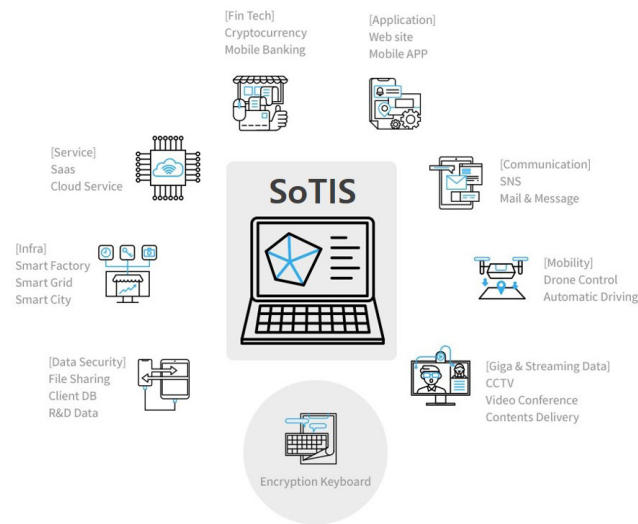 [Fin Tech]
Cryptocurrency
Mobile Banking
[Application]
Web site
Mobile APP
[Service]
Saas
Cloud Service
SoTIS
[Communication]
SNS
Mail & Message
[Infra]
Smart Factory
Smart Grid
Smart City
[Mobility]
Drone Control
Automatic Driving
[Data Security]
File Sharing
Client DB
R&D Data
[Giga & Streaming Data]
CCTV
Video Conference
Contents Delivery
Encryption Keyboard